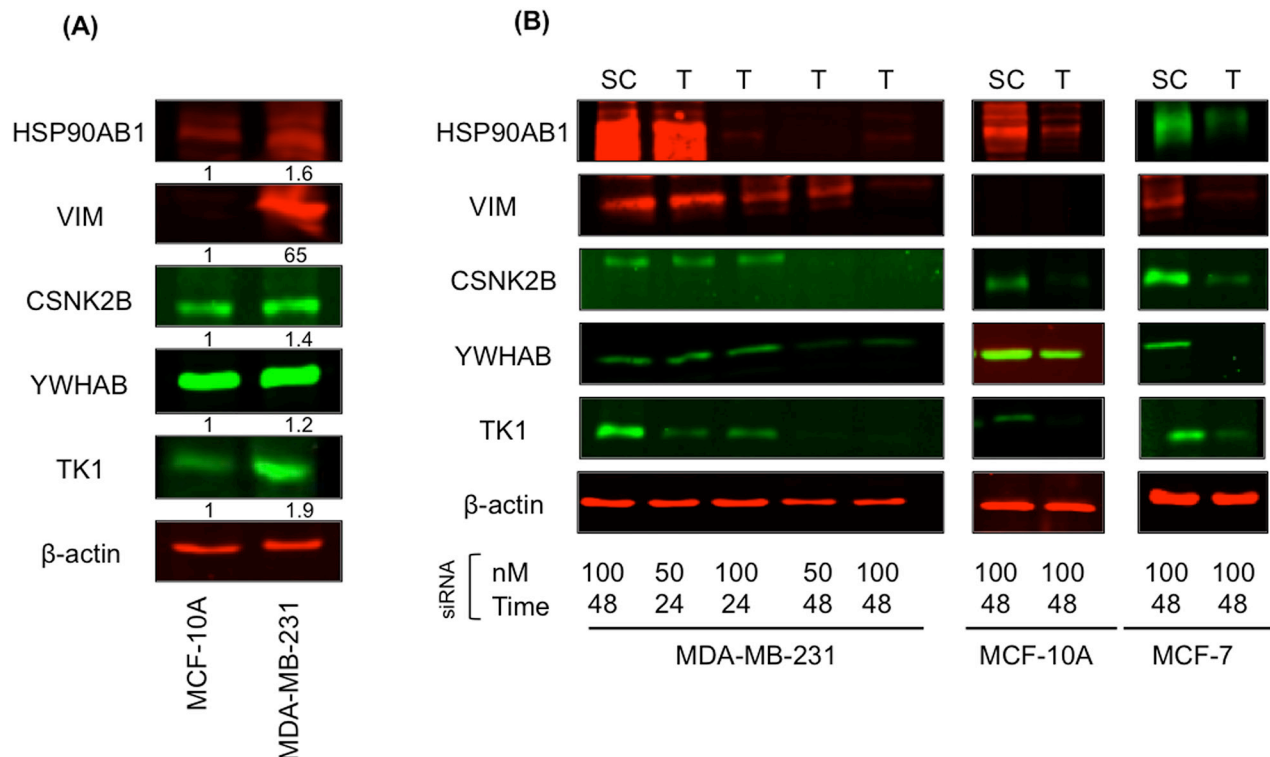 (A)
HSP90AB1
1 1.6
VIM
1 65
CSNK2B
1 1.4
YWHAB
1 1.2
TK1
1 1.9
β-actin
MCF-10A
MDA-MB-231
(B)
SC T T T T SC T SC T
HSP90AB1
VIM
CSNK2B
YWHAB
TK1
β-actin
siRNA
nM 100 50 100 50 100 100 100 100 100
Time 48 24 24 48 48 48 48 48 48
MDA-MB-231 MCF-10A MCF-7